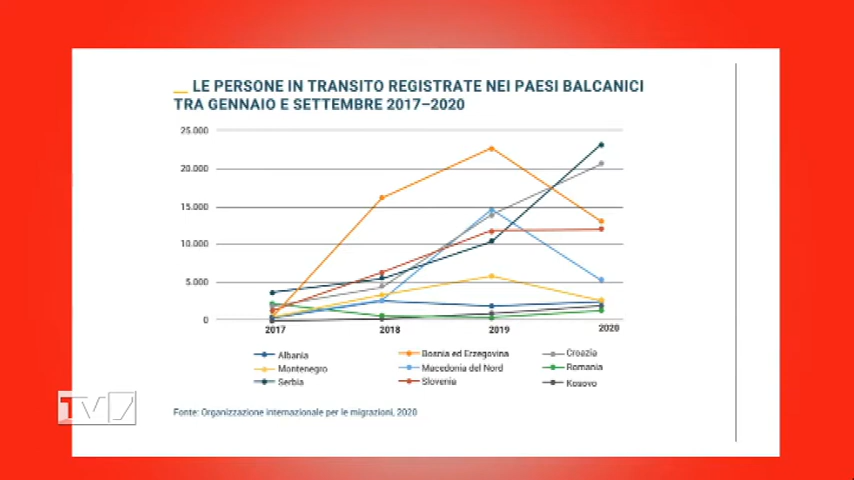 LE PERSONE IN TRANSITO REGISTRATE NEI PAESI BALCANICI
TRA GENNAIO E SETTEMBRE 2017–2020
25.000
20.000
15.000
10.000
5.000
0
2017 2018 2019 2020
Albania Bosnia ed Erzegovina Croazia
Montenegro Macedonia del Nord Romania
Serbia Slovenia Kosovo
TV7
Fonte: Organizzazione internazionale per le migrazioni, 2020